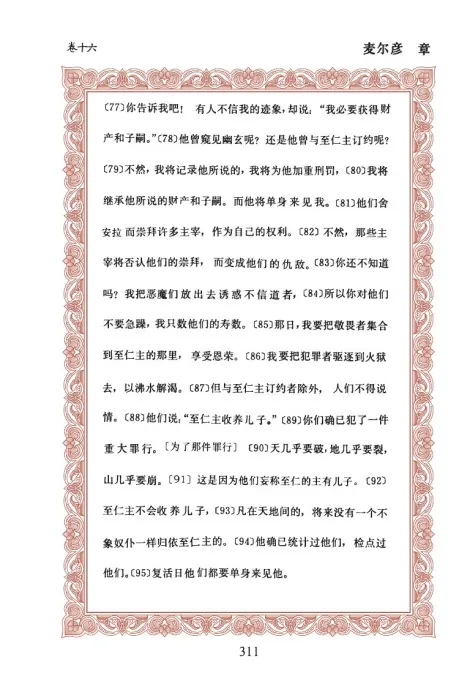 卷十六
麦尔彦 章
〔77〕你告诉我吧! 有人不信我的迹象,却说:“我必要获得财
产和子嗣。”〔78〕他曾窥见幽玄呢? 还是他曾与至仁主订约呢?
〔79〕不然,我将记录他所说的,我将为他加重刑罚,〔80〕我将
继承他所说的财产和子嗣。而他将单身来见我。〔81〕他们舍
安拉而崇拜许多主宰,作为自己的权利。〔82〕不然,那些主
宰将否认他们的崇拜,而变成他们的仇敌。〔83〕你还不知道
吗? 我把恶魔们放出去诱惑不信道者,〔84〕所以你对他们
不要急躁,我只数他们的寿数。〔85〕那日,我要把敬畏者集合
到至仁主的那里,享受恩荣。〔86〕我要把犯罪者驱逐到火狱
去,以沸水解渴。〔87〕但与至仁主订约者除外,人们不得说
情。〔88〕他们说:“至仁主收养儿子。”〔89〕你们确已犯了一件
重大罪行。〔为了那件罪行〕〔90〕天几乎要破,地几乎要裂,
山几乎要崩。〔91〕这是因为他们妄称至仁的主有儿子。〔92〕
至仁主不会收养儿子,〔93〕凡在天地间的,将来没有一个不
象奴仆一样归依至仁主的。〔94〕他确已统计过他们,检点过
他们。〔95〕复活日他们都要单身来见他。
311